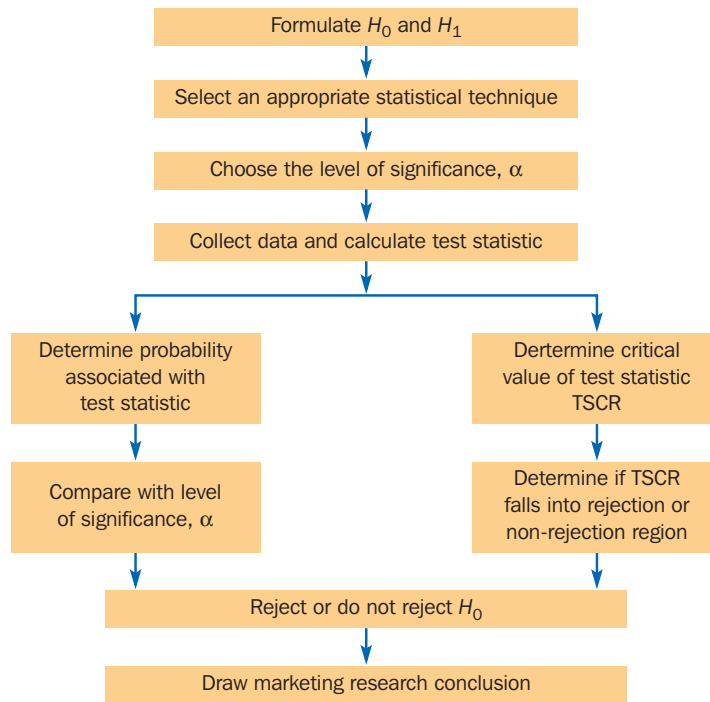 Formulate H0 and H1
Select an appropriate statistical technique
Choose the level of significance, α
Collect data and calculate test statistic
Determine probability
associated with
test statistic
Dertermine critical
value of test statistic
TSCR
Compare with level
of significance, α
Determine if TSCR
falls into rejection or
non-rejection region
Reject or do not reject H0
Draw marketing research conclusion